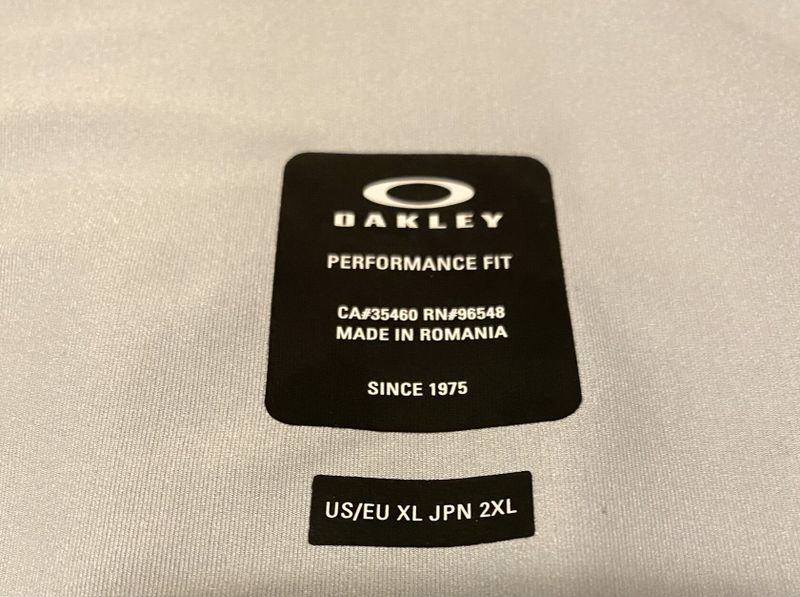 OAKLEY
PERFORMANCE FIT
CA#35460 RN#96548
MADE IN ROMANIA
SINCE 1975
US/EU XL JPN 2XL